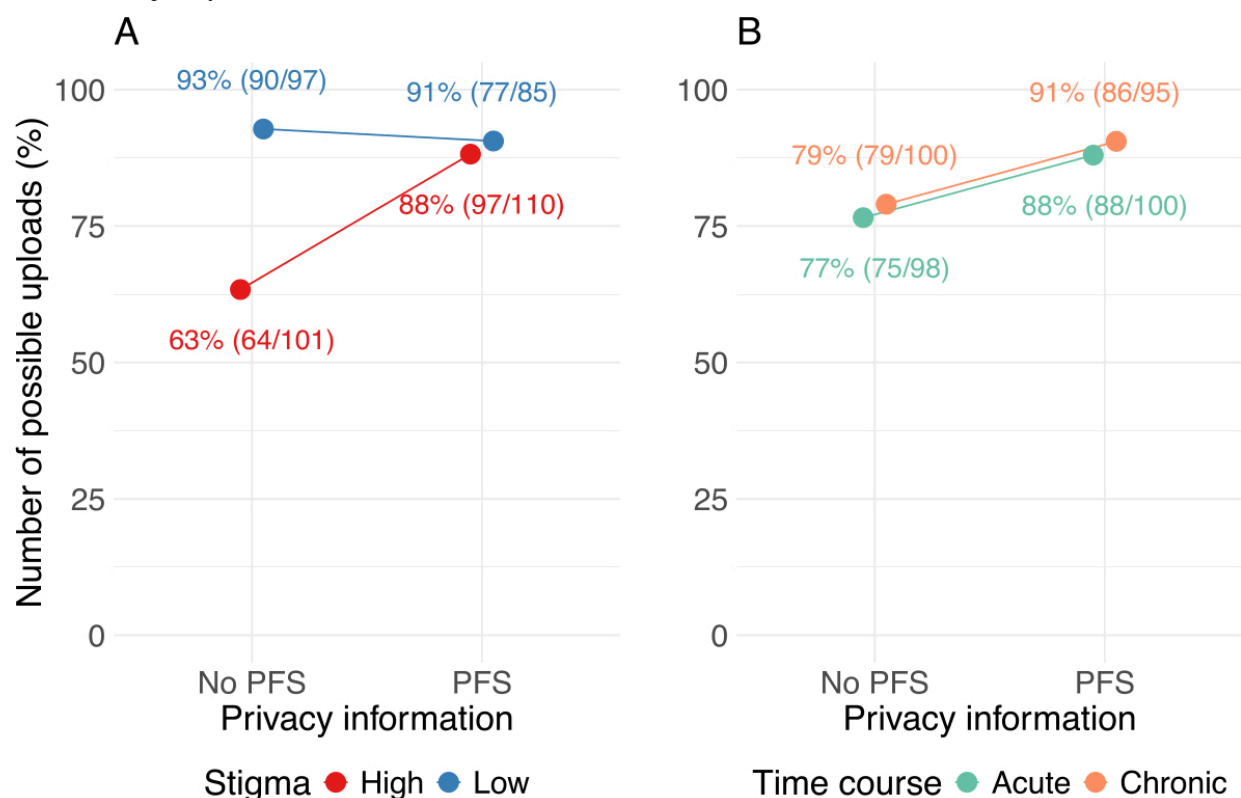 A
93% (90/97)
91% (77/85)
88% (97/110)
63% (64/101)
100
75
50
25
0
Number of possible uploads (%)
No PFS
PFS
Privacy information
Stigma High Low
B
91% (86/95)
79% (79/100)
88% (88/100)
77% (75/98)
100
75
50
25
0
No PFS
PFS
Privacy information
Time course Acute Chronic